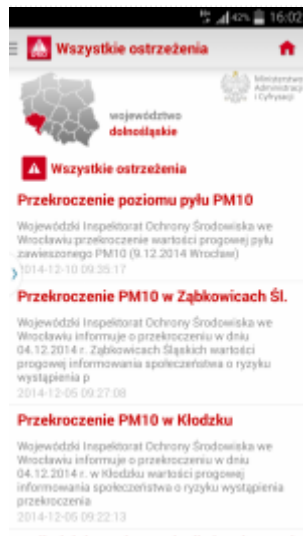 42% 16:02
Wszystkie ostrzeżenia
Ministerstwo
Administracji
i Cyfryzacji
województwo
dolnośląskie
Wszystkie ostrzeżenia
Przekroczenie poziomu pyłu PM10
Wojewódzki Inspektorat Ochrony Środowiska we
Wrocławiu przekroczenie wartości progowej pyłu
zawieszonego PM10 (9.12.2014 Wrocław)
2014-12-10 09:35:17
Przekroczenie PM10 w Ząbkowicach Śl.
Wojewódzki Inspektorat Ochrony Środowiska we
Wrocławiu informuje o przekroczeniu w dniu
04.12.2014 r. Ząbkowicach Śląskich wartości
progowej informowania społeczeństwa o ryzyku
wystąpienia p
2014-12-05 09:27:08
Przekroczenie PM10 w Kłodzku
Wojewódzki Inspektorat Ochrony Środowiska we
Wrocławiu informuje o przekroczeniu w dniu
04.12.2014 r. w Kłodzku wartości progowej
informowania społeczeństwa o ryzyku wystąpienia
przekroczenia
2014-12-05 09:22:13